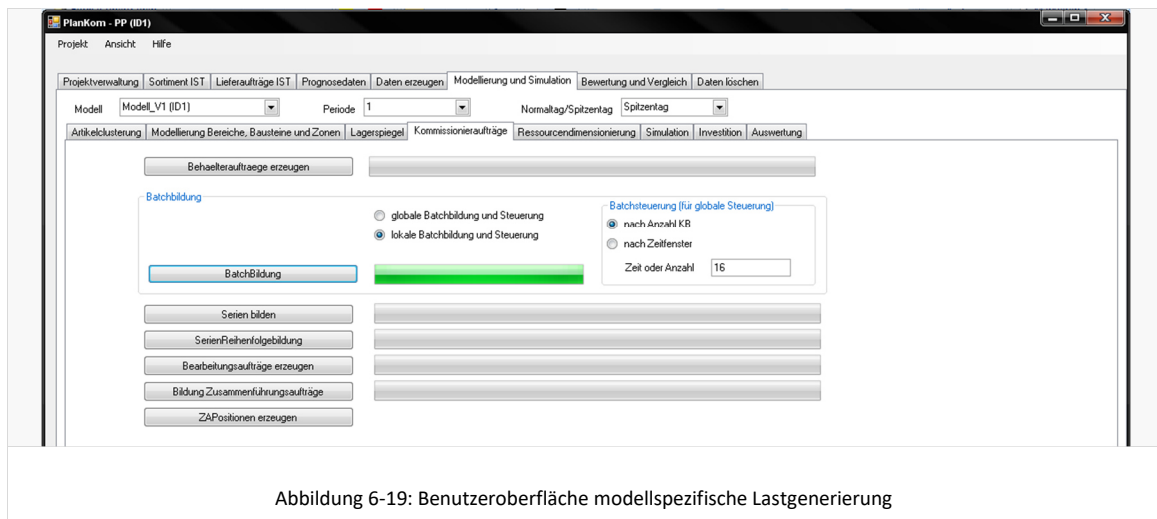 PlanKom - PP (ID1)
Projekt Ansicht Hilfe
Projektverwaltung Sortiment IST Lieferaufträge IST Prognosedaten Daten erzeugen Modellierung und Simulation Bewertung und Vergleich Daten löschen
Modell Modell_V1 (ID1) Periode 1 Normaltag/Spitzentag Spitzentag
Artikelclusterung Modellierung Bereiche, Bausteine und Zonen Lagerspiegel Kommissionieraufträge Ressourcendimensionierung Simulation Investition Auswertung
Behaelterauftraege erzeugen
Batchbildung
globale Batchbildung und Steuerung
lokale Batchbildung und Steuerung
Batchsteuerung (für globale Steuerung)
nach Anzahl KB
nach Zeitfenster
Zeit oder Anzahl 16
BatchBildung
Serien bilden
SerienReihenfolgebildung
Bearbeitungsaufträge erzeugen
Bildung Zusammenführungsaufträge
ZAPositionen erzeugen
Abbildung 6-19: Benutzeroberfläche modellspezifische Lastgenerierung